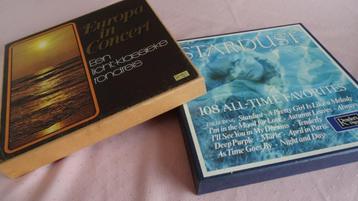 Europa
in
Concert
Een
licht-klassieke
rondreis
STARDUST
108 ALL-TIME FAVORITES
Stardust · A Pretty Girl Is Like a Melody
I'm in the Mood for Love · Autumn Leaves
I'll See You in My Dreams · Tenderly
Deep Purple · Marie · April in Paris
As Time Goes By · Night and Day